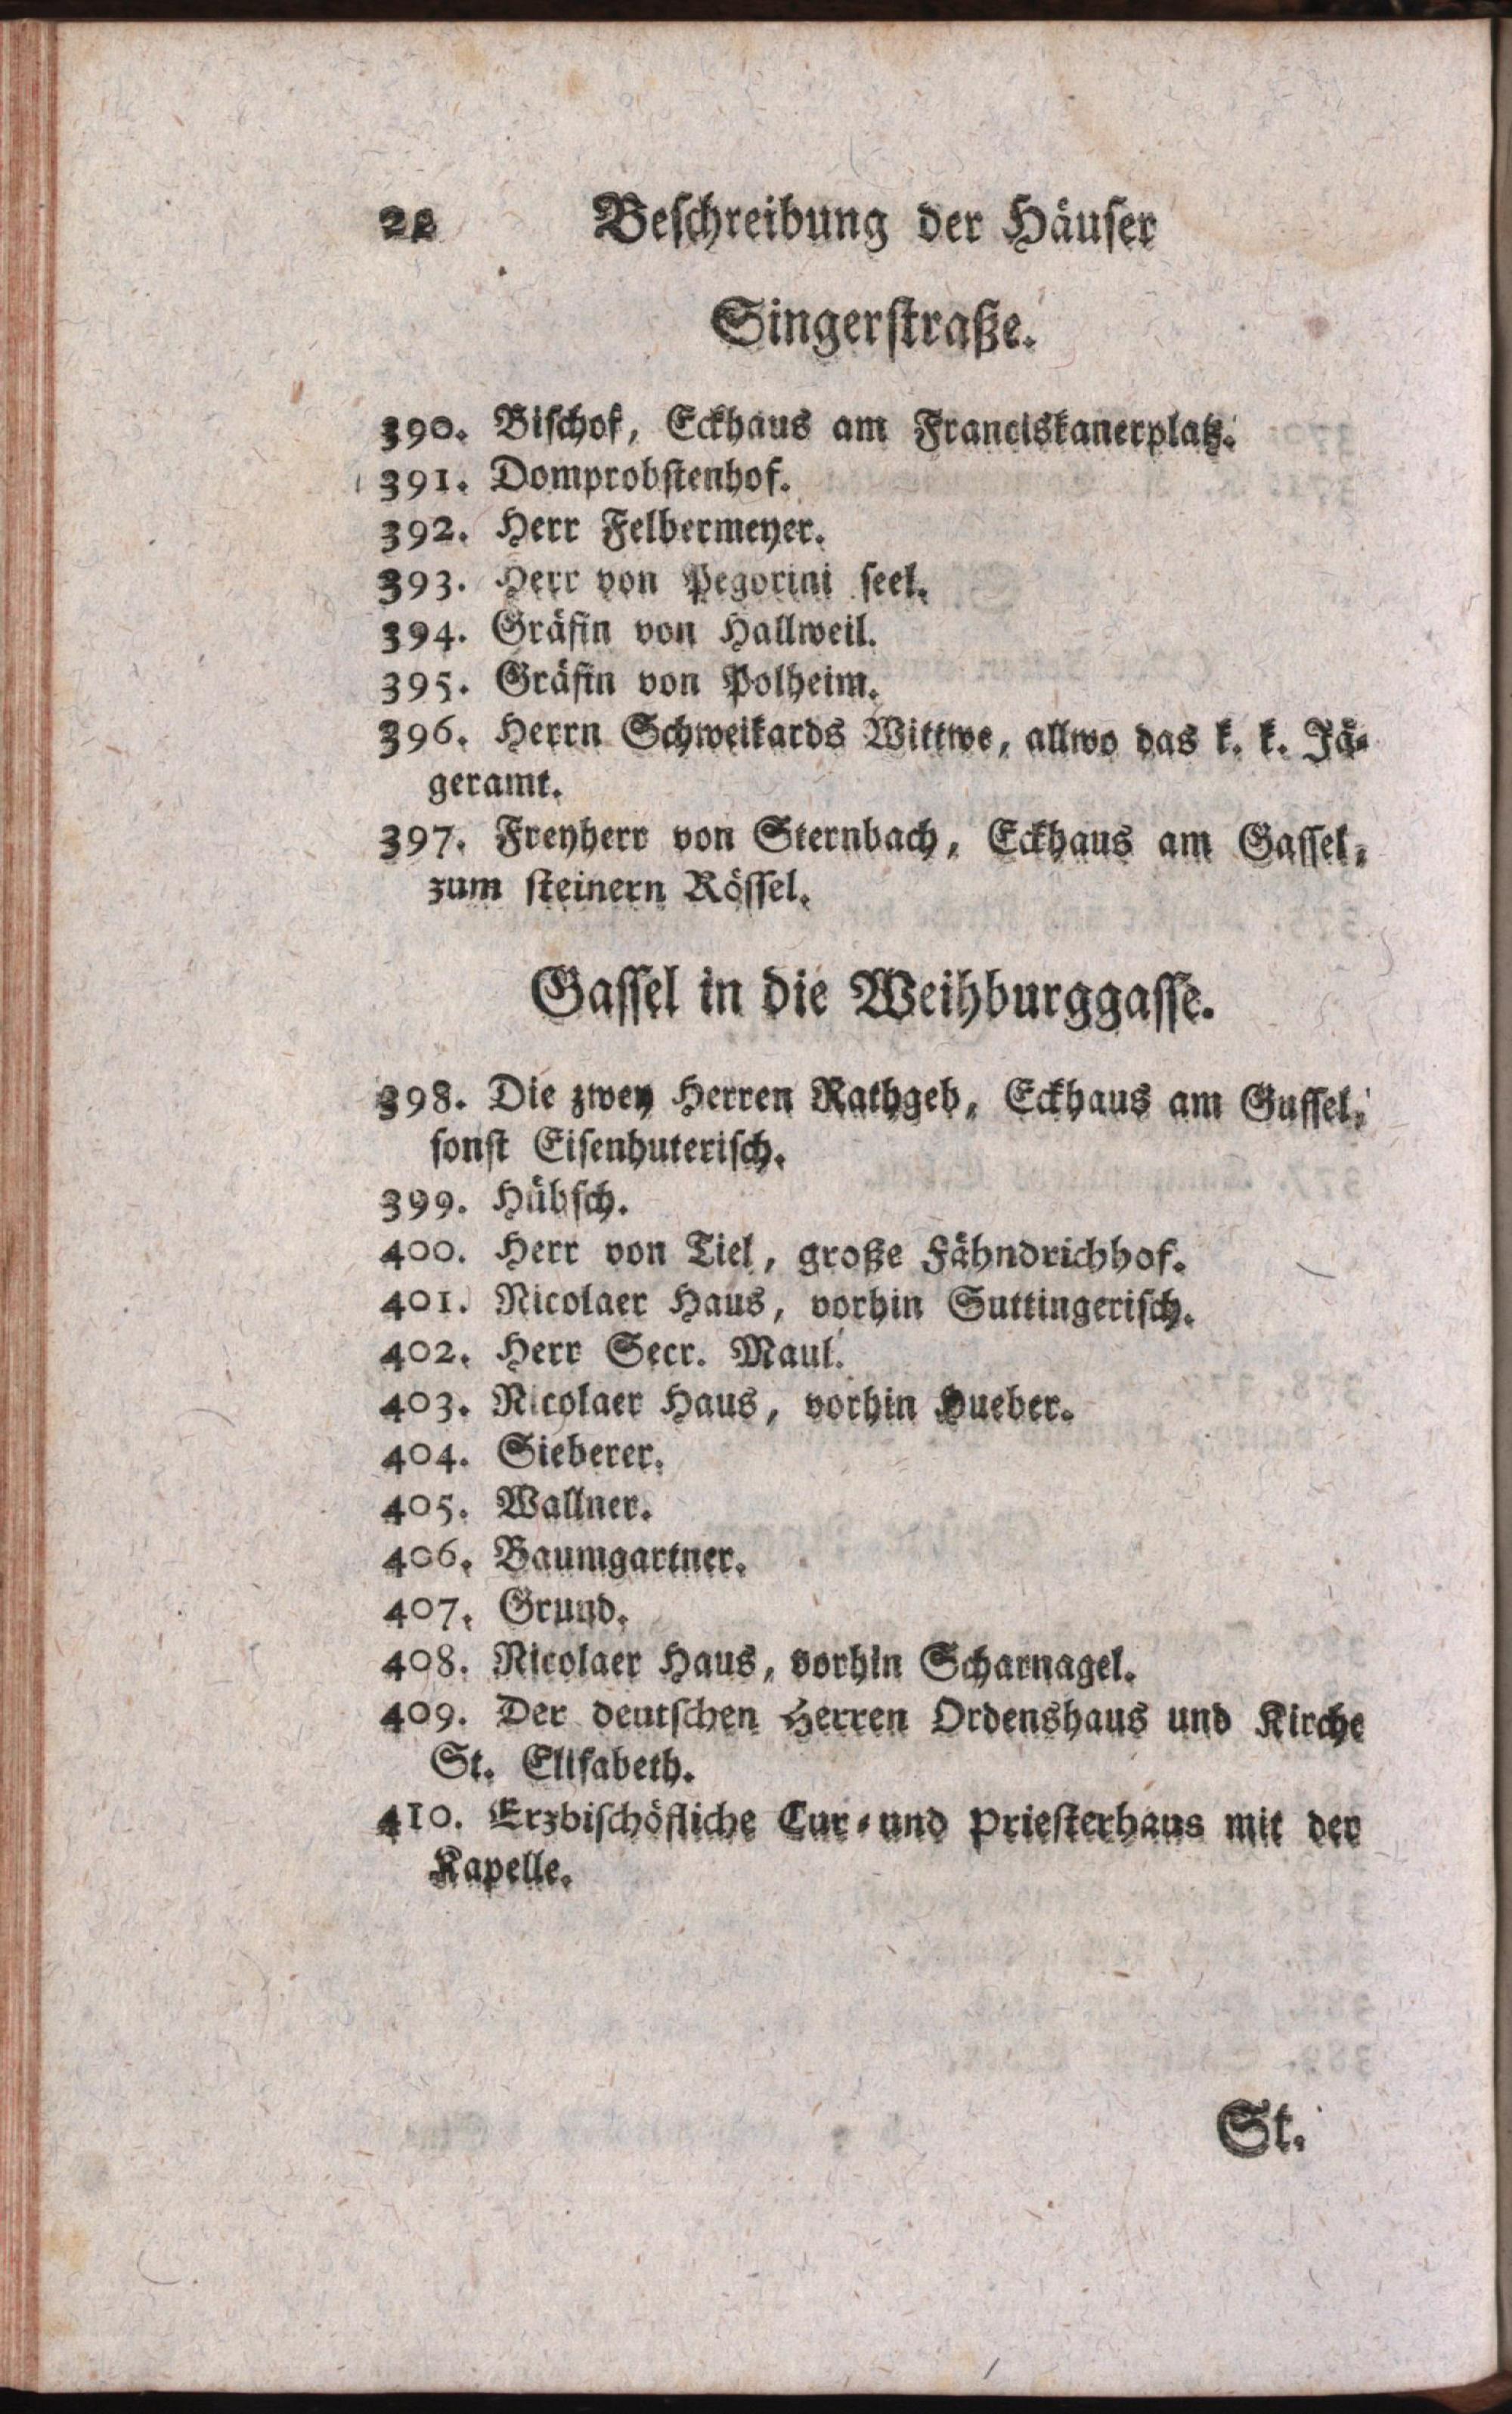 22 Beschreibung der Häuser
Singerstraße.
390. Bischof, Eckhaus am Franciskanerplatz.
391. Domprobstenhof.
392. Herr Felbermeyer.
393. Herr von Pegorini seel.
394. Gräfin von Hallweil.
395. Gräfin von Polheim.
396. Herrn Schweikards Wittwe, allwo das k. k. Jä-
geramt.
397. Freyherr von Sternbach, Eckhaus am Gassel,
zum steinern Rössel.
Gassel in die Weihburggasse.
398. Die zwey Herren Rathgeb, Eckhaus am Gassel,
sonst Eisenhuterisch.
399. Hübsch.
400. Herr von Tiel, große Fähndrichhof.
401. Nicolaer Haus, vorhin Suttingerisch.
402. Herr Secr. Maul.
403. Nicolaer Haus, vorhin Hueber.
404. Sieberer.
405. Wallner.
406. Baumgartner.
407. Grund.
408. Nicolaer Haus, vorhin Scharnagel.
409. Der deutschen Herren Ordenshaus und Kirche
St. Elisabeth.
410. Erzbischöfliche Cur- und Priesterhaus mit der
Kapelle.
St.